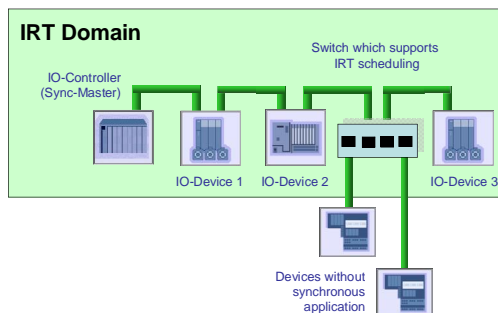 IRT Domain
Switch which supports
IRT scheduling
IO-Controller
(Sync-Master)
IO-Device 1
IO-Device 2
IO-Device 3
Devices without
synchronous
application